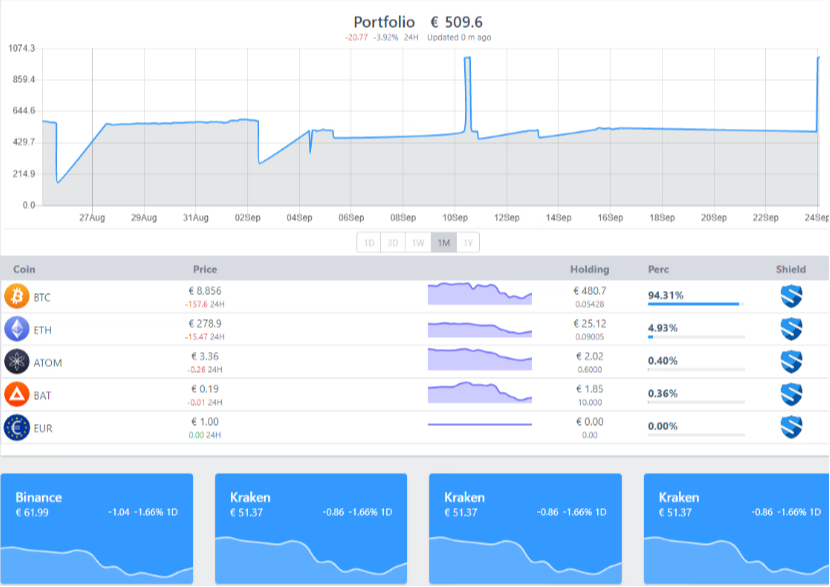 Portfolio € 509.6
-20.77 -3.92% 24H Updated 0 m ago
1074.3
859.4
644.6
429.7
214.9
0.0
27Aug 29Aug 31Aug 02Sep 04Sep 06Sep 08Sep 10Sep 12Sep 14Sep 16Sep 18Sep 20Sep 22Sep 24Sep
1D 3D 1W 1M 1Y
Coin Price Holding Perc Shield
BTC € 8,856 € 480.7 94.31%
-157.6 24H 0.05428
ETH € 278.9 € 25.12 4.93%
-15.47 24H 0.09005
ATOM € 3.36 € 2.02 0.40%
-0.26 24H 0.6000
BAT € 0.19 € 1.85 0.36%
-0.01 24H 10.000
EUR € 1.00 € 0.00 0.00%
0.00 24H 0.00
Binance Kraken Kraken Kraken
€ 61.99 -1.04 -1.66% 1D € 51.37 -0.86 -1.66% 1D € 51.37 -0.86 -1.66% 1D € 51.37 -0.86 -1.66% 1D